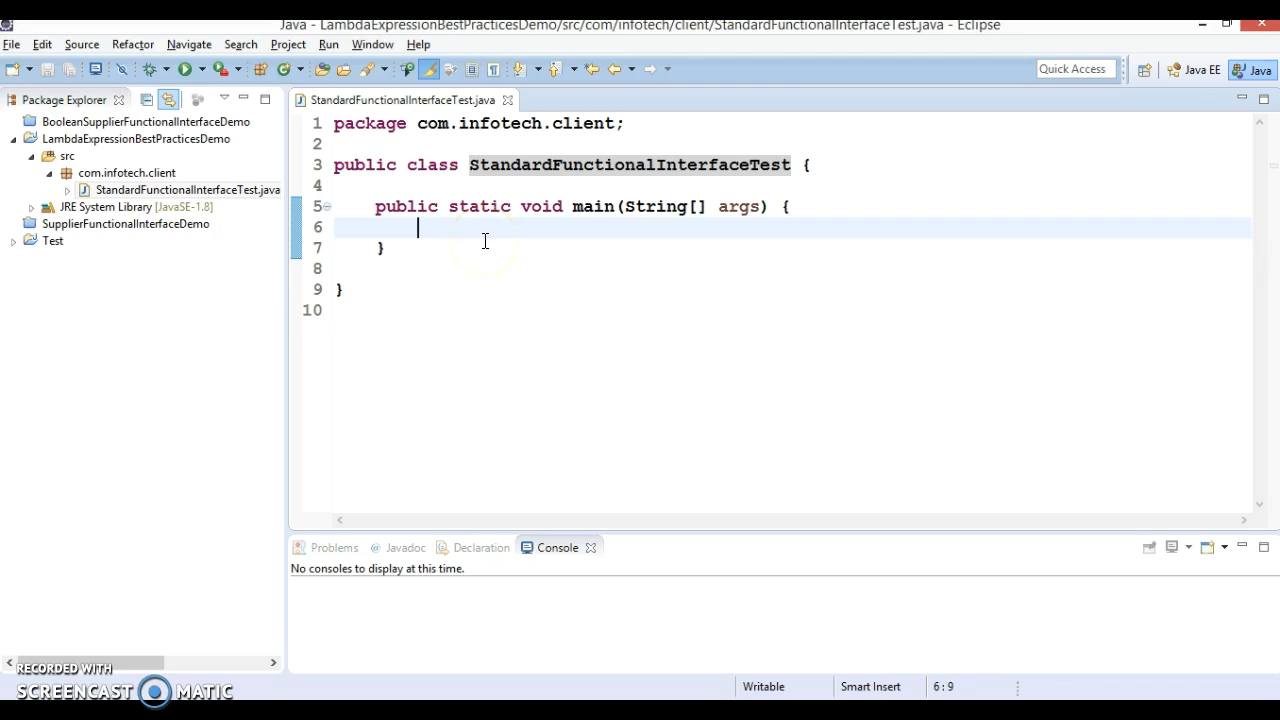 Java - LambdaExpressionBestPracticesDemo/src/com/infotech/client/StandardFunctionalInterfaceTest.java - Eclipse
File Edit Source Refactor Navigate Search Project Run Window Help
Quick Access Java EE Java
Package Explorer StandardFunctionalInterfaceTest.java
BooleanSupplierFunctionalInterfaceDemo
LambdaExpressionBestPracticesDemo
src
com.infotech.client
StandardFunctionalInterfaceTest.java
JRE System Library [JavaSE-1.8]
SupplierFunctionalInterfaceDemo
Test
1 package com.infotech.client;
2
3 public class StandardFunctionalInterfaceTest {
4
5 public static void main(String[] args) {
6
7 }
8
9 }
10
Problems @ Javadoc Declaration Console
No consoles to display at this time.
RECORDED WITH
SCREENCAST MATIC
Writable Smart Insert 6 : 9